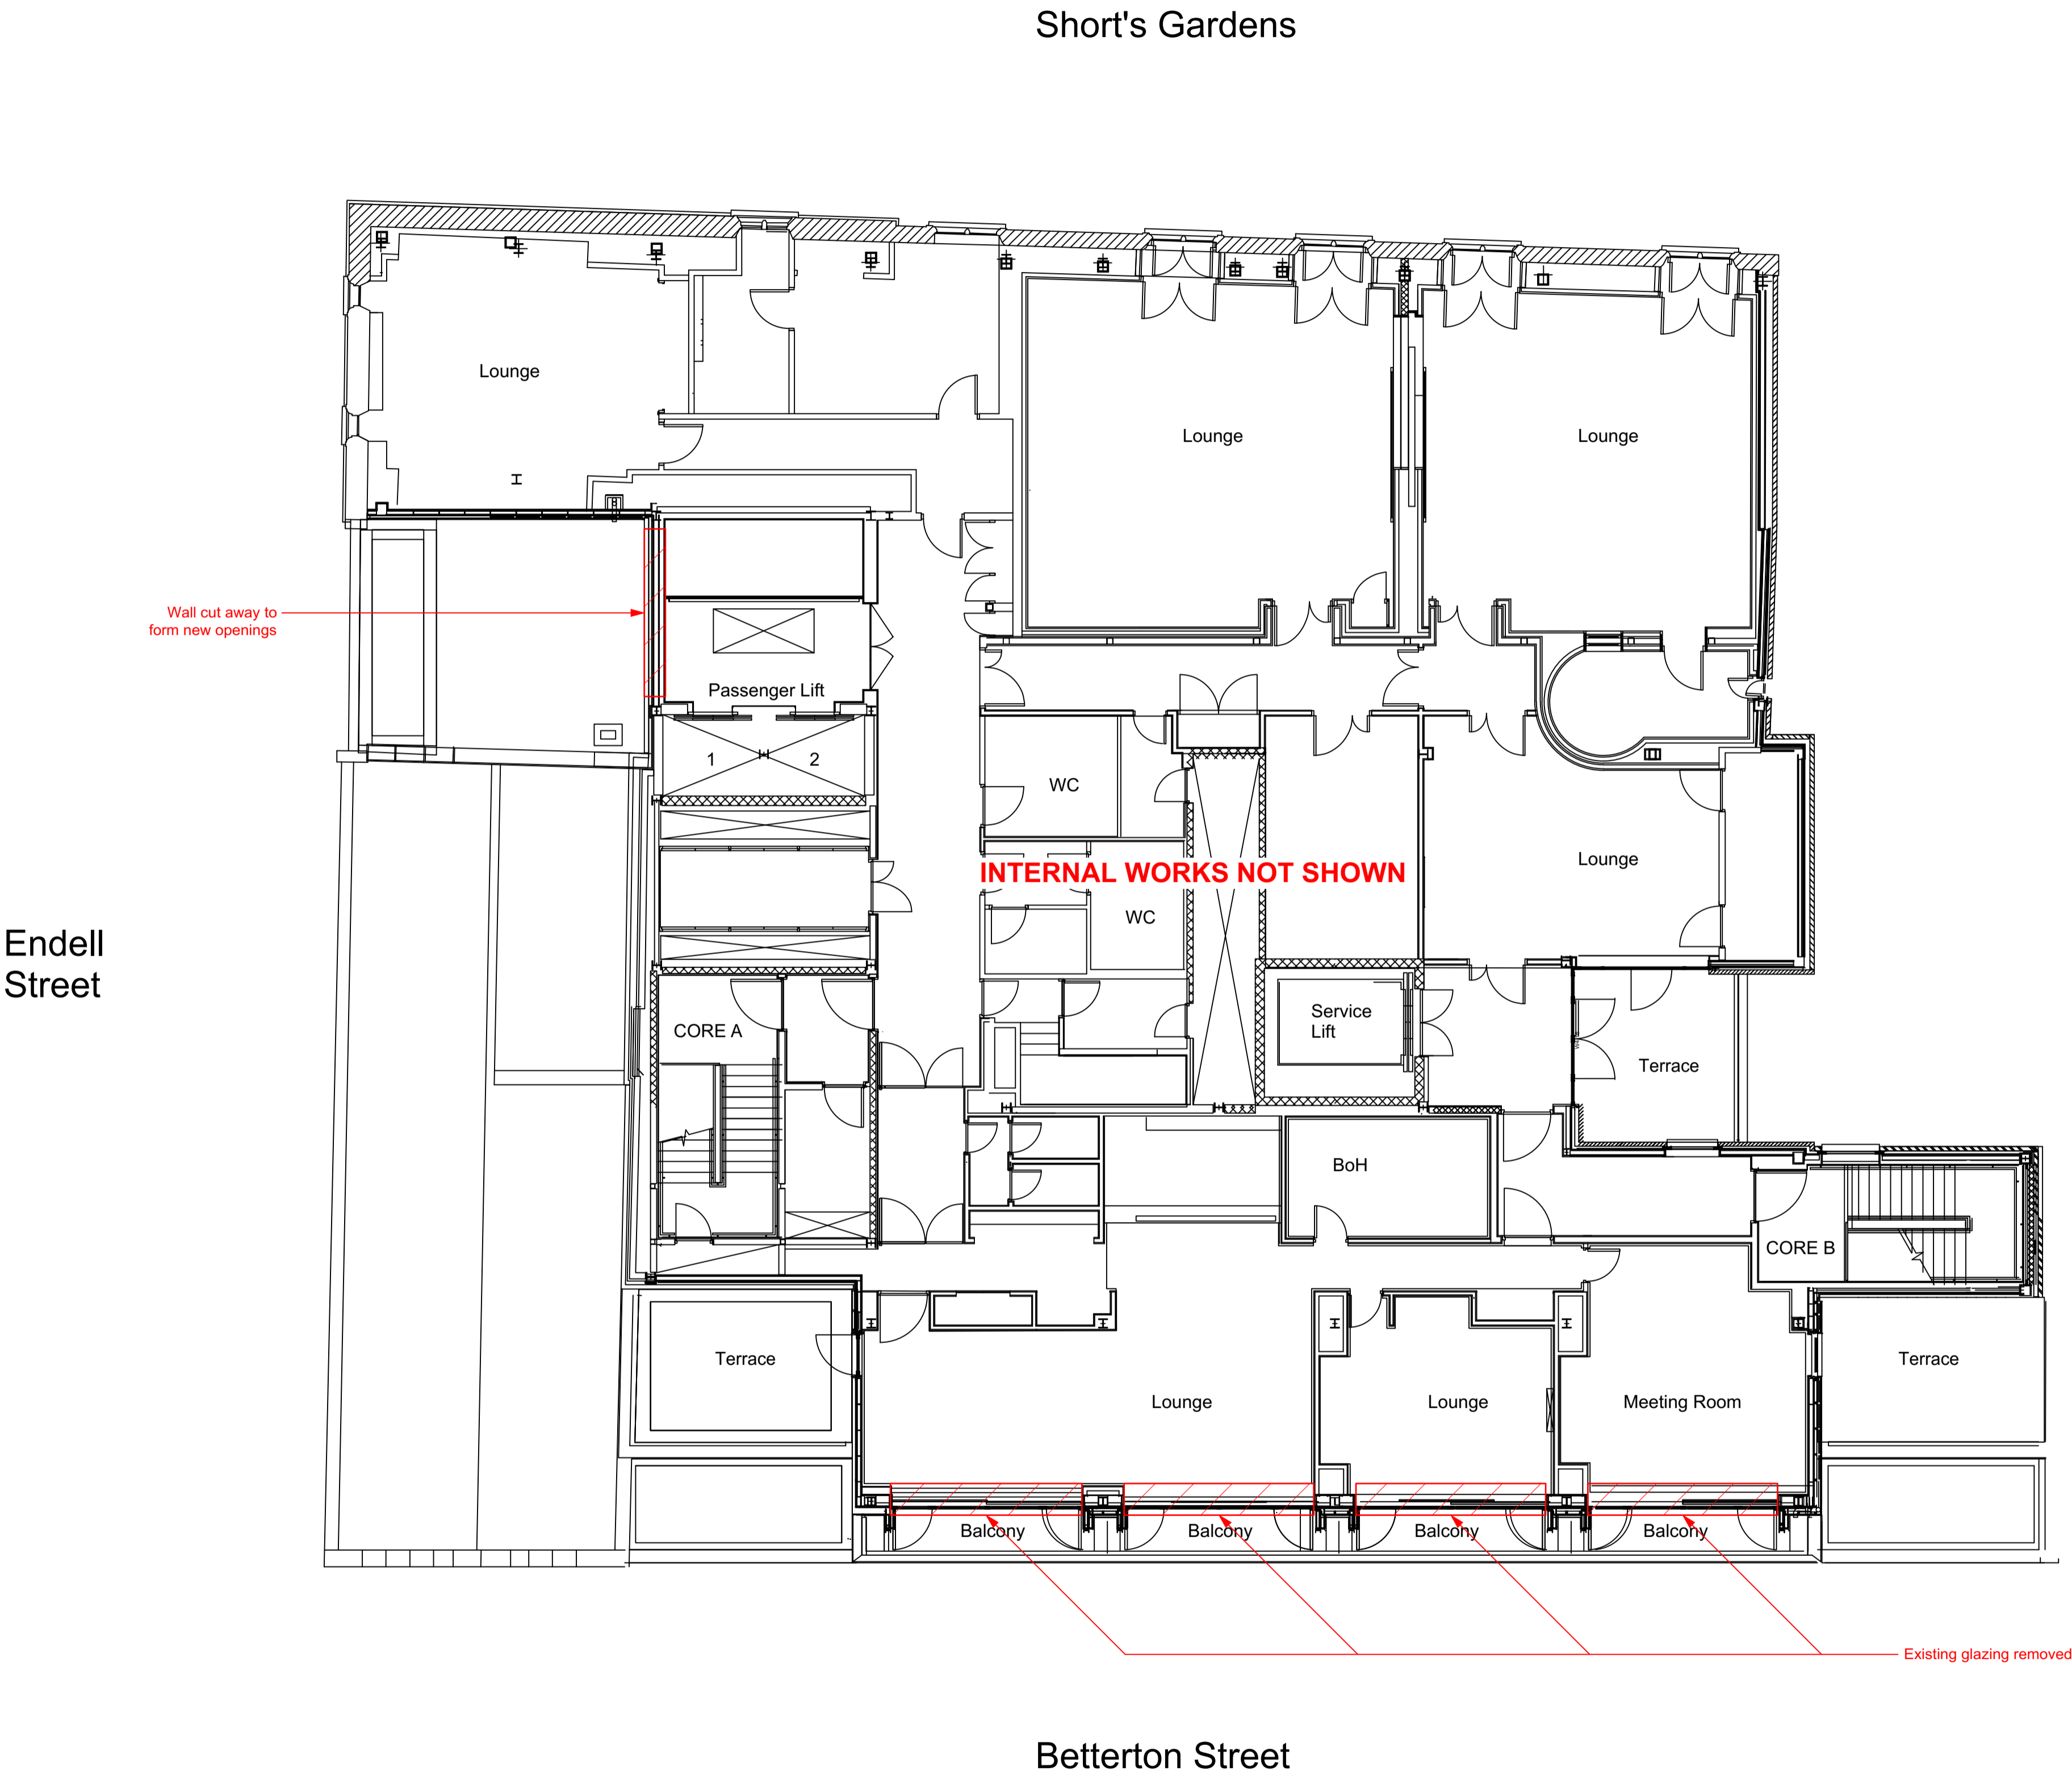 Short's Gardens
Lounge
Lounge
Lounge
Wall cut away to
form new openings
Passenger Lift
1
2
WC
Lounge
INTERNAL WORKS NOT SHOWN
WC
Endell
Street
CORE A
Service
Lift
Terrace
BoH
CORE B
Terrace
Terrace
Lounge
Lounge
Meeting Room
Balcony
Balcony
Balcony
Balcony
Existing glazing removed
Betterton Street